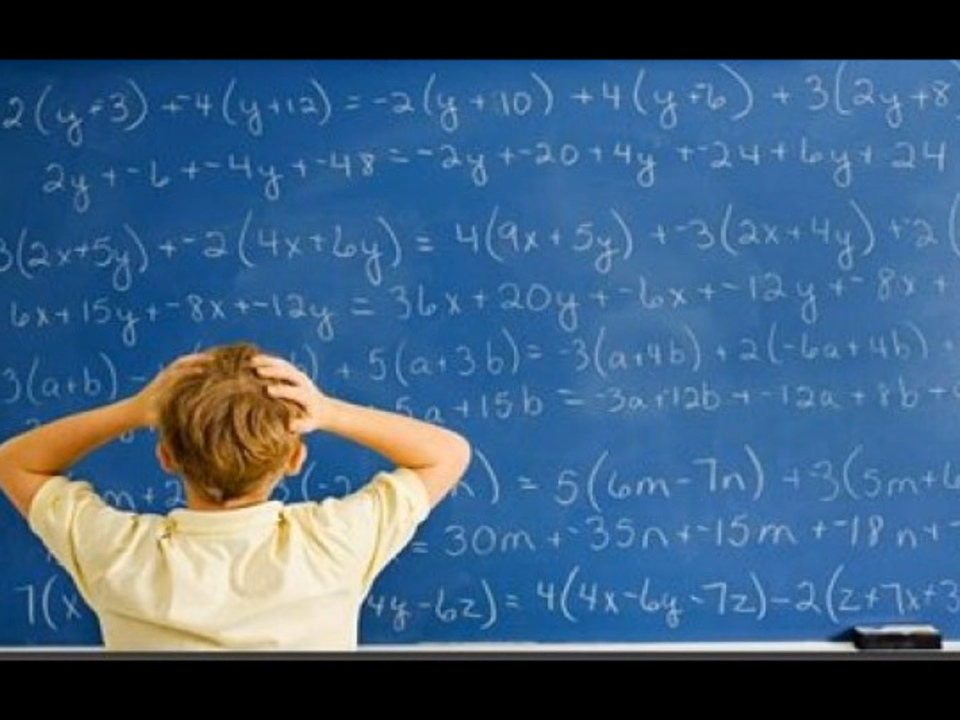 2(y+-3) + -4(y+12) = -2(y+10) + 4(y+-6) + 3(2y+8
2y + -6 + -4y + -48 = -2y + -20 + 4y + -24 + 6y + 24
3(2x+5y) + -2(4x+6y) = 4(9x+5y) + -3(2x+4y) + -2(
6x + 15y + -8x + -12y = 36x + 20y + -6x + -12y + -8x +
3(a+b) - b) + 5(a+3b) = -3(a+4b) + 2(-6a+4b) +
5a + 15b = -3a + 12b + -12a + 8b +
m+2 (-2 ) = 5(6m-7n) + 3(5m+6
= 30m + -35n + -15m + -18n +
7(x 4y-6z) = 4(4x-6y-7z) - 2(z+7x+3